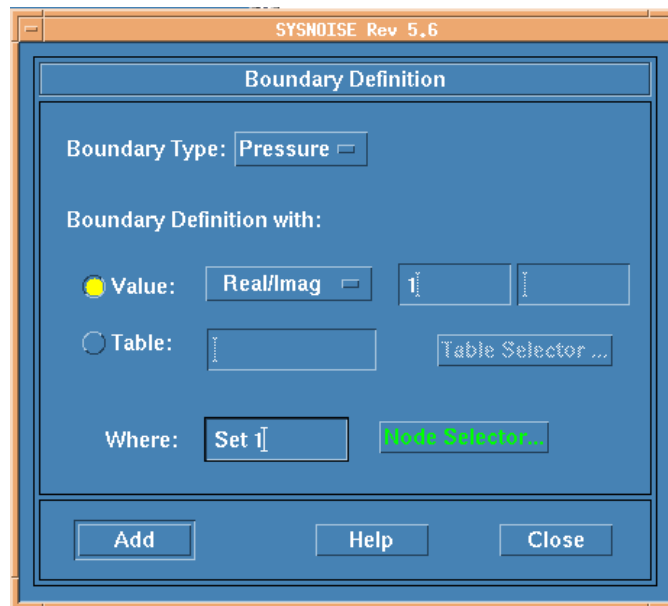 SYSNOISE Rev 5.6
Boundary Definition
Boundary Type: Pressure
Boundary Definition with:
Value: Real/Imag 1
Table: Table Selector ...
Where: Set 1 Node Selector...
Add Help Close